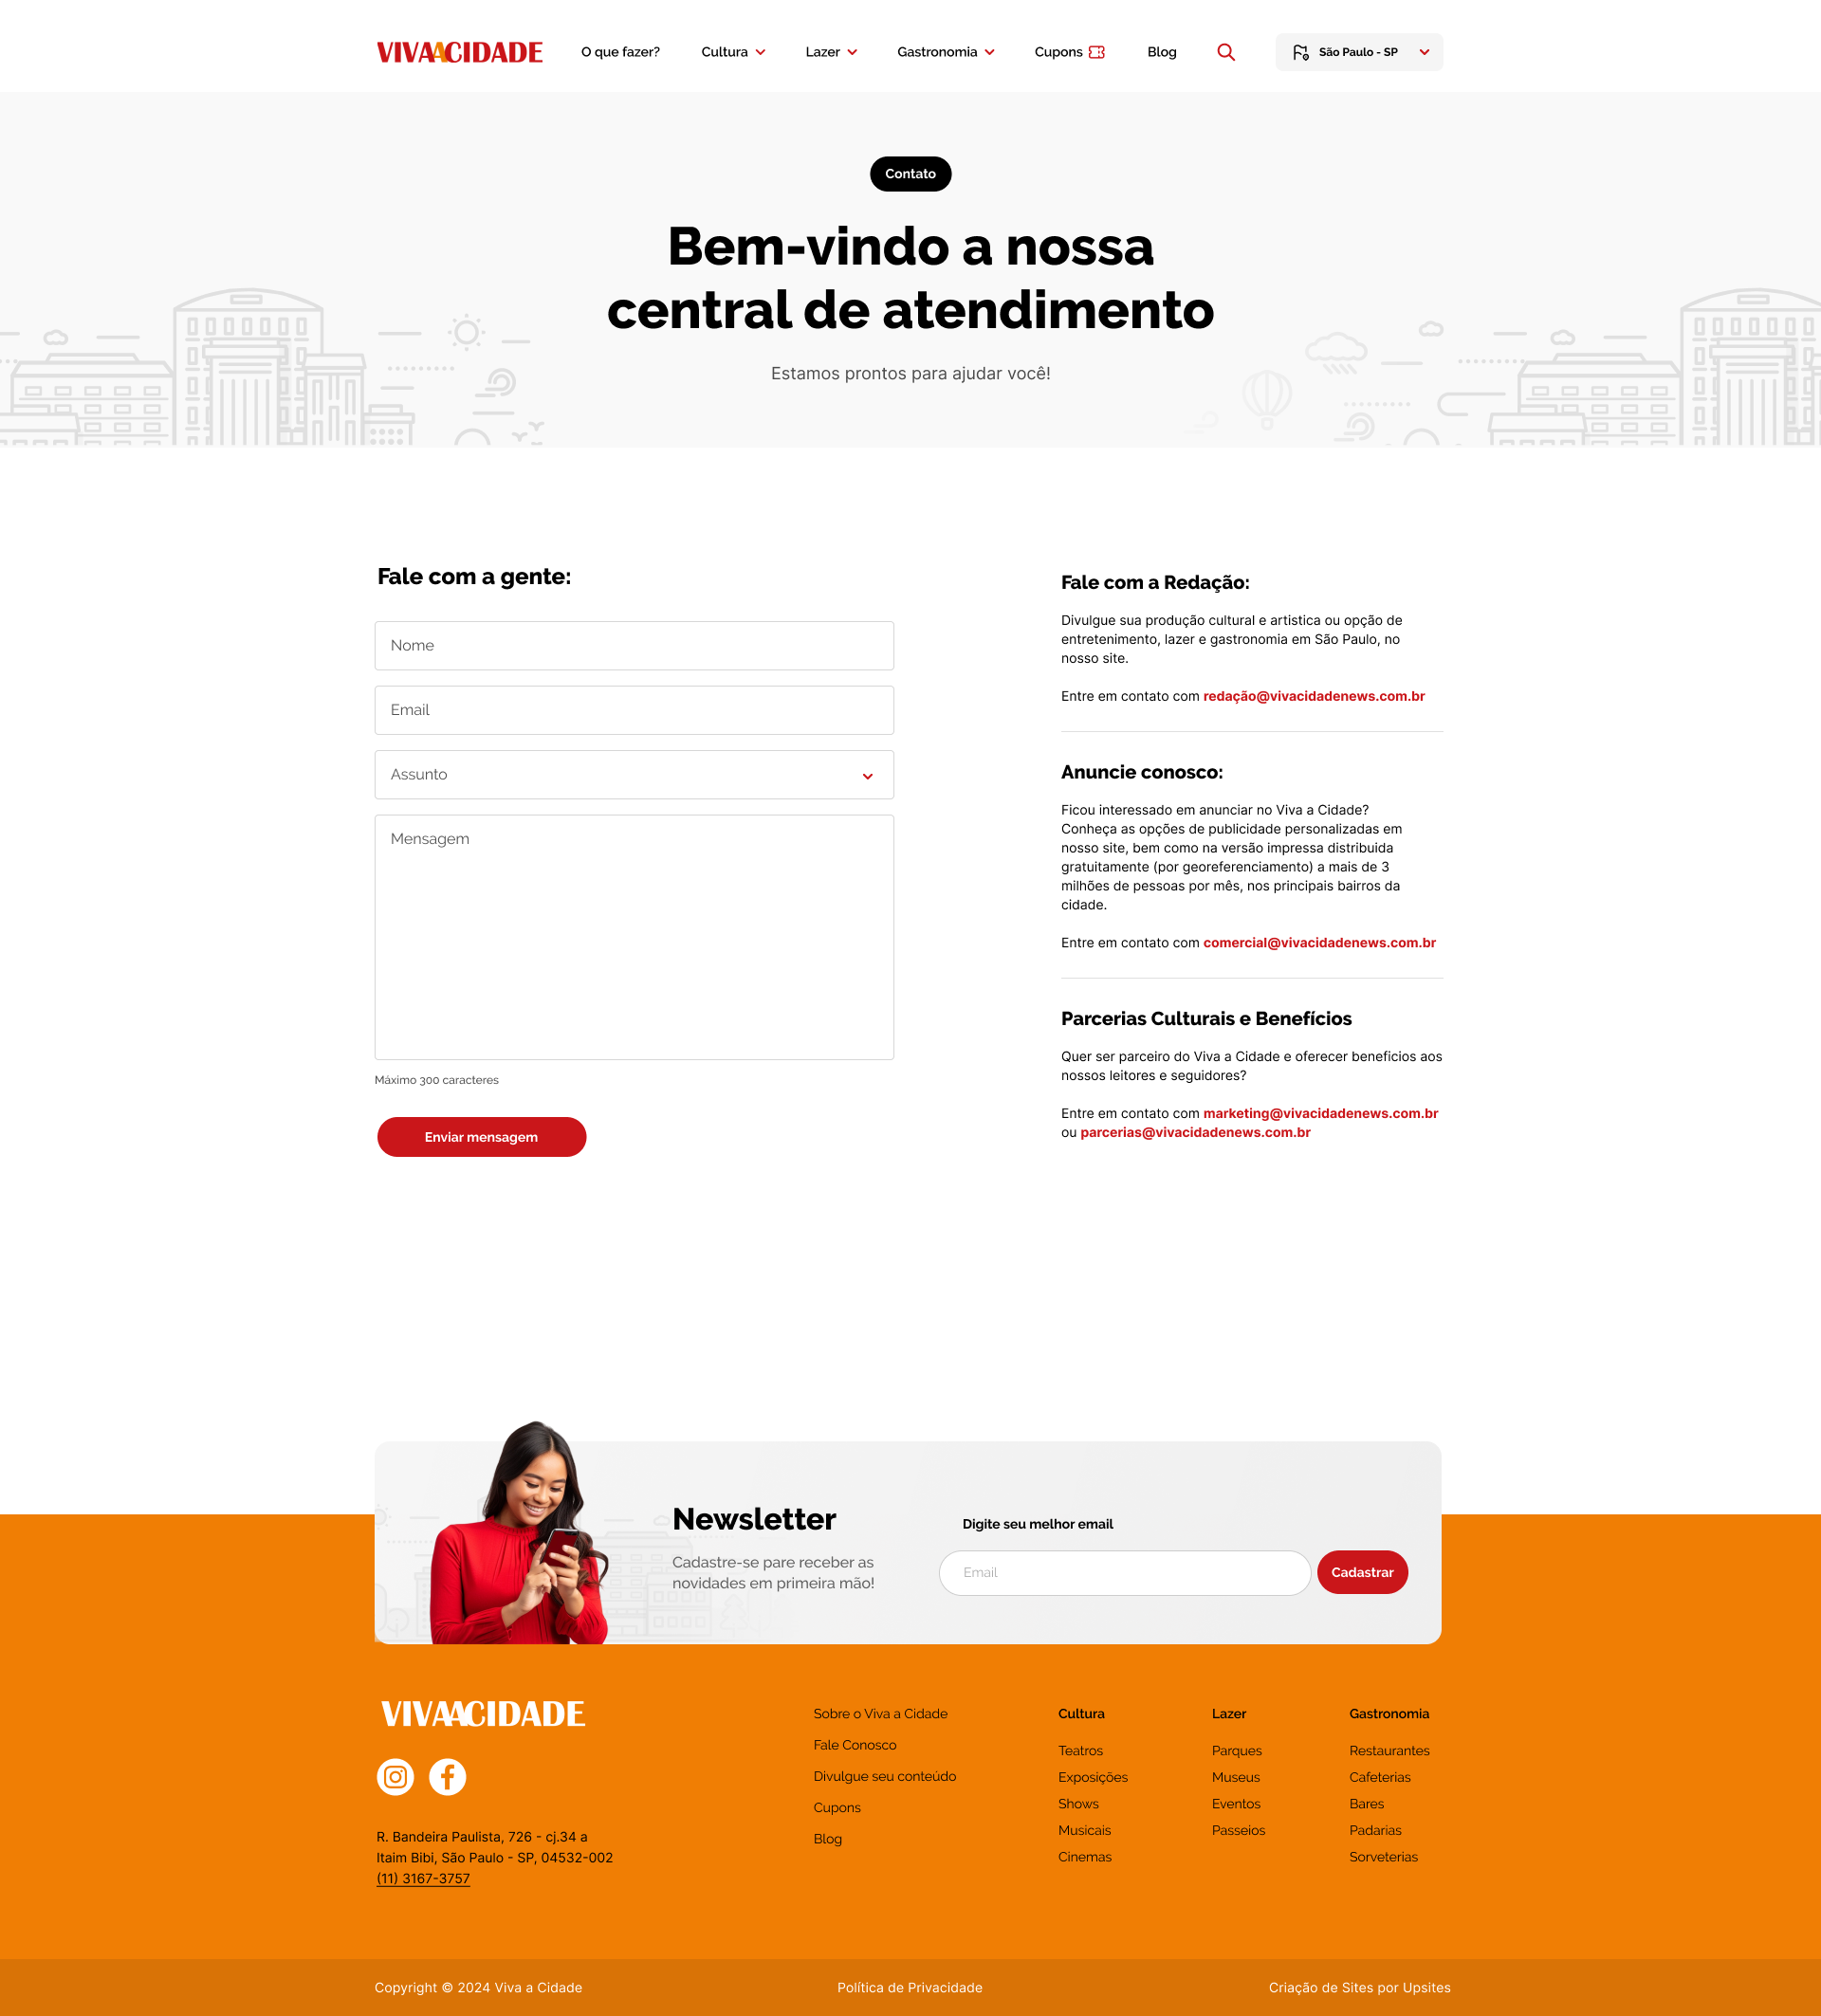 VIVAACIDADE
O que fazer?
Cultura
Lazer
Gastronomia
Cupons
Blog
São Paulo - SP
Contato
Bem-vindo a nossa
central de atendimento
Estamos prontos para ajudar você!
Fale com a gente:
Nome
Email
Assunto
Mensagem
Máximo 300 caracteres
Enviar mensagem
Fale com a Redação:
Divulgue sua produção cultural e artistica ou opção de
entretenimento, lazer e gastronomia em São Paulo, no
nosso site.
Entre em contato com redação@vivacidadenews.com.br
Anuncie conosco:
Ficou interessado em anunciar no Viva a Cidade?
Conheça as opções de publicidade personalizadas em
nosso site, bem como na versão impressa distribuida
gratuitamente (por georeferenciamento) a mais de 3
milhões de pessoas por mês, nos principais bairros da
cidade.
Entre em contato com comercial@vivacidadenews.com.br
Parcerias Culturais e Benefícios
Quer ser parceiro do Viva a Cidade e oferecer beneficios aos
nossos leitores e seguidores?
Entre em contato com marketing@vivacidadenews.com.br
ou parcerias@vivacidadenews.com.br
Newsletter
Cadastre-se pare receber as
novidades em primeira mão!
Digite seu melhor email
Email
Cadastrar
VIVAACIDADE
R. Bandeira Paulista, 726 - cj.34 a
Itaim Bibi, São Paulo - SP, 04532-002
(11) 3167-3757
Sobre o Viva a Cidade
Fale Conosco
Divulgue seu conteúdo
Cupons
Blog
Cultura
Teatros
Exposições
Shows
Musicais
Cinemas
Lazer
Parques
Museus
Eventos
Passeios
Gastronomia
Restaurantes
Cafeterias
Bares
Padarias
Sorveterias
Copyright © 2024 Viva a Cidade
Política de Privacidade
Criação de Sites por Upsites